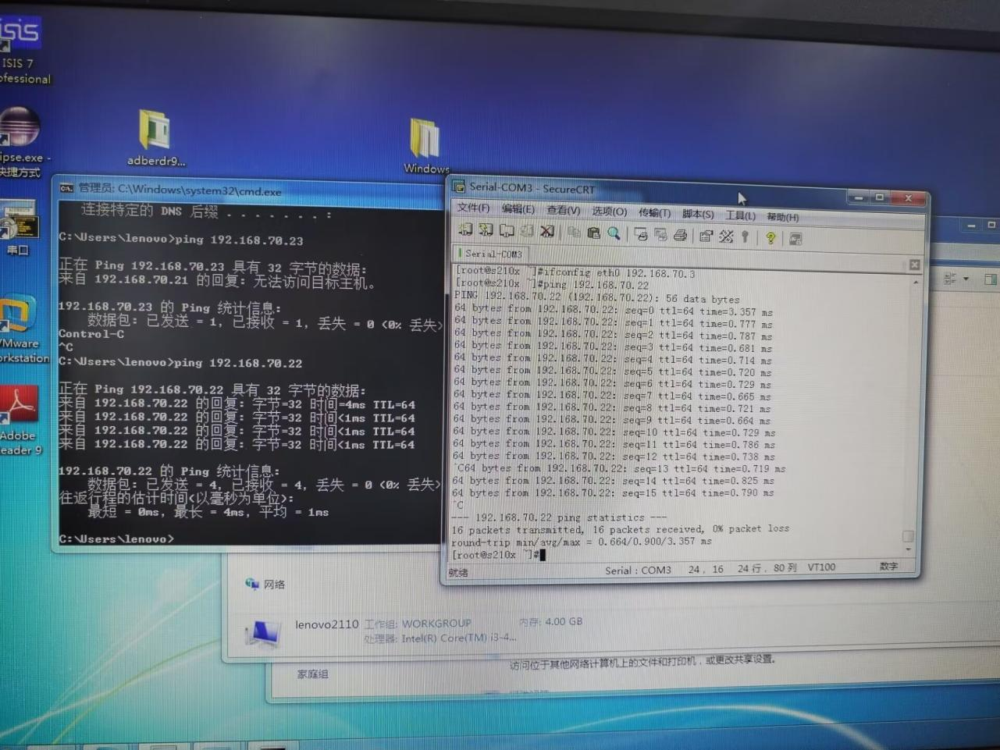 isis
ISIS 7
ofessional
ipse.exe -
快捷方式
串口
VMware
orkstation
Adobe
eader 9
adberdr9...
Windows
管理员: C:\Windows\system32\cmd.exe
连接特定的 DNS 后缀 . . . . . . . :
C:\Users\lenovo>ping 192.168.70.23
正在 Ping 192.168.70.23 具有 32 字节的数据:
来自 192.168.70.21 的回复: 无法访问目标主机。
192.168.70.23 的 Ping 统计信息:
数据包: 已发送 = 1, 已接收 = 1, 丢失 = 0 (0% 丢失>
Control-C
^C
C:\Users\lenovo>ping 192.168.70.22
正在 Ping 192.168.70.22 具有 32 字节的数据:
来自 192.168.70.22 的回复: 字节=32 时间=4ms TTL=64
来自 192.168.70.22 的回复: 字节=32 时间<1ms TTL=64
来自 192.168.70.22 的回复: 字节=32 时间<1ms TTL=64
来自 192.168.70.22 的回复: 字节=32 时间<1ms TTL=64
192.168.70.22 的 Ping 统计信息:
数据包: 已发送 = 4, 已接收 = 4, 丢失 = 0 (0% 丢失>
往返行程的估计时间(以毫秒为单位):
最短 = 0ms, 最长 = 4ms, 平均 = 1ms
C:\Users\lenovo>
Serial-COM3 - SecureCRT
文件(F) 编辑(E) 查看(V) 选项(O) 传输(T) 脚本(S) 工具(L) 帮助(H)
Serial-COM3
[root@s210x ~]#ifconfig eth0 192.168.70.3
[root@s210x ~]#ping 192.168.70.22
PING 192.168.70.22 (192.168.70.22): 56 data bytes
64 bytes from 192.168.70.22: seq=0 ttl=64 time=3.357 ms
64 bytes from 192.168.70.22: seq=1 ttl=64 time=0.777 ms
64 bytes from 192.168.70.22: seq=2 ttl=64 time=0.787 ms
64 bytes from 192.168.70.22: seq=3 ttl=64 time=0.681 ms
64 bytes from 192.168.70.22: seq=4 ttl=64 time=0.714 ms
64 bytes from 192.168.70.22: seq=5 ttl=64 time=0.720 ms
64 bytes from 192.168.70.22: seq=6 ttl=64 time=0.729 ms
64 bytes from 192.168.70.22: seq=7 ttl=64 time=0.665 ms
64 bytes from 192.168.70.22: seq=8 ttl=64 time=0.721 ms
64 bytes from 192.168.70.22: seq=9 ttl=64 time=0.664 ms
64 bytes from 192.168.70.22: seq=10 ttl=64 time=0.729 ms
64 bytes from 192.168.70.22: seq=11 ttl=64 time=0.786 ms
64 bytes from 192.168.70.22: seq=12 ttl=64 time=0.738 ms
^C64 bytes from 192.168.70.22: seq=13 ttl=64 time=0.719 ms
64 bytes from 192.168.70.22: seq=14 ttl=64 time=0.825 ms
64 bytes from 192.168.70.22: seq=15 ttl=64 time=0.790 ms
^C
--- 192.168.70.22 ping statistics ---
16 packets transmitted, 16 packets received, 0% packet loss
round-trip min/avg/max = 0.664/0.900/3.357 ms
[root@s210x ~]#
就绪 Serial : COM3 24, 16 24 行, 80 列 VT100 数字
网络
lenovo2110 工作组: WORKGROUP 内存: 4.00 GB
处理器: Intel(R) Core(TM) i3-4...
访问位于其他网络计算机上的文件和打印机，或更改共享设置。
家庭组